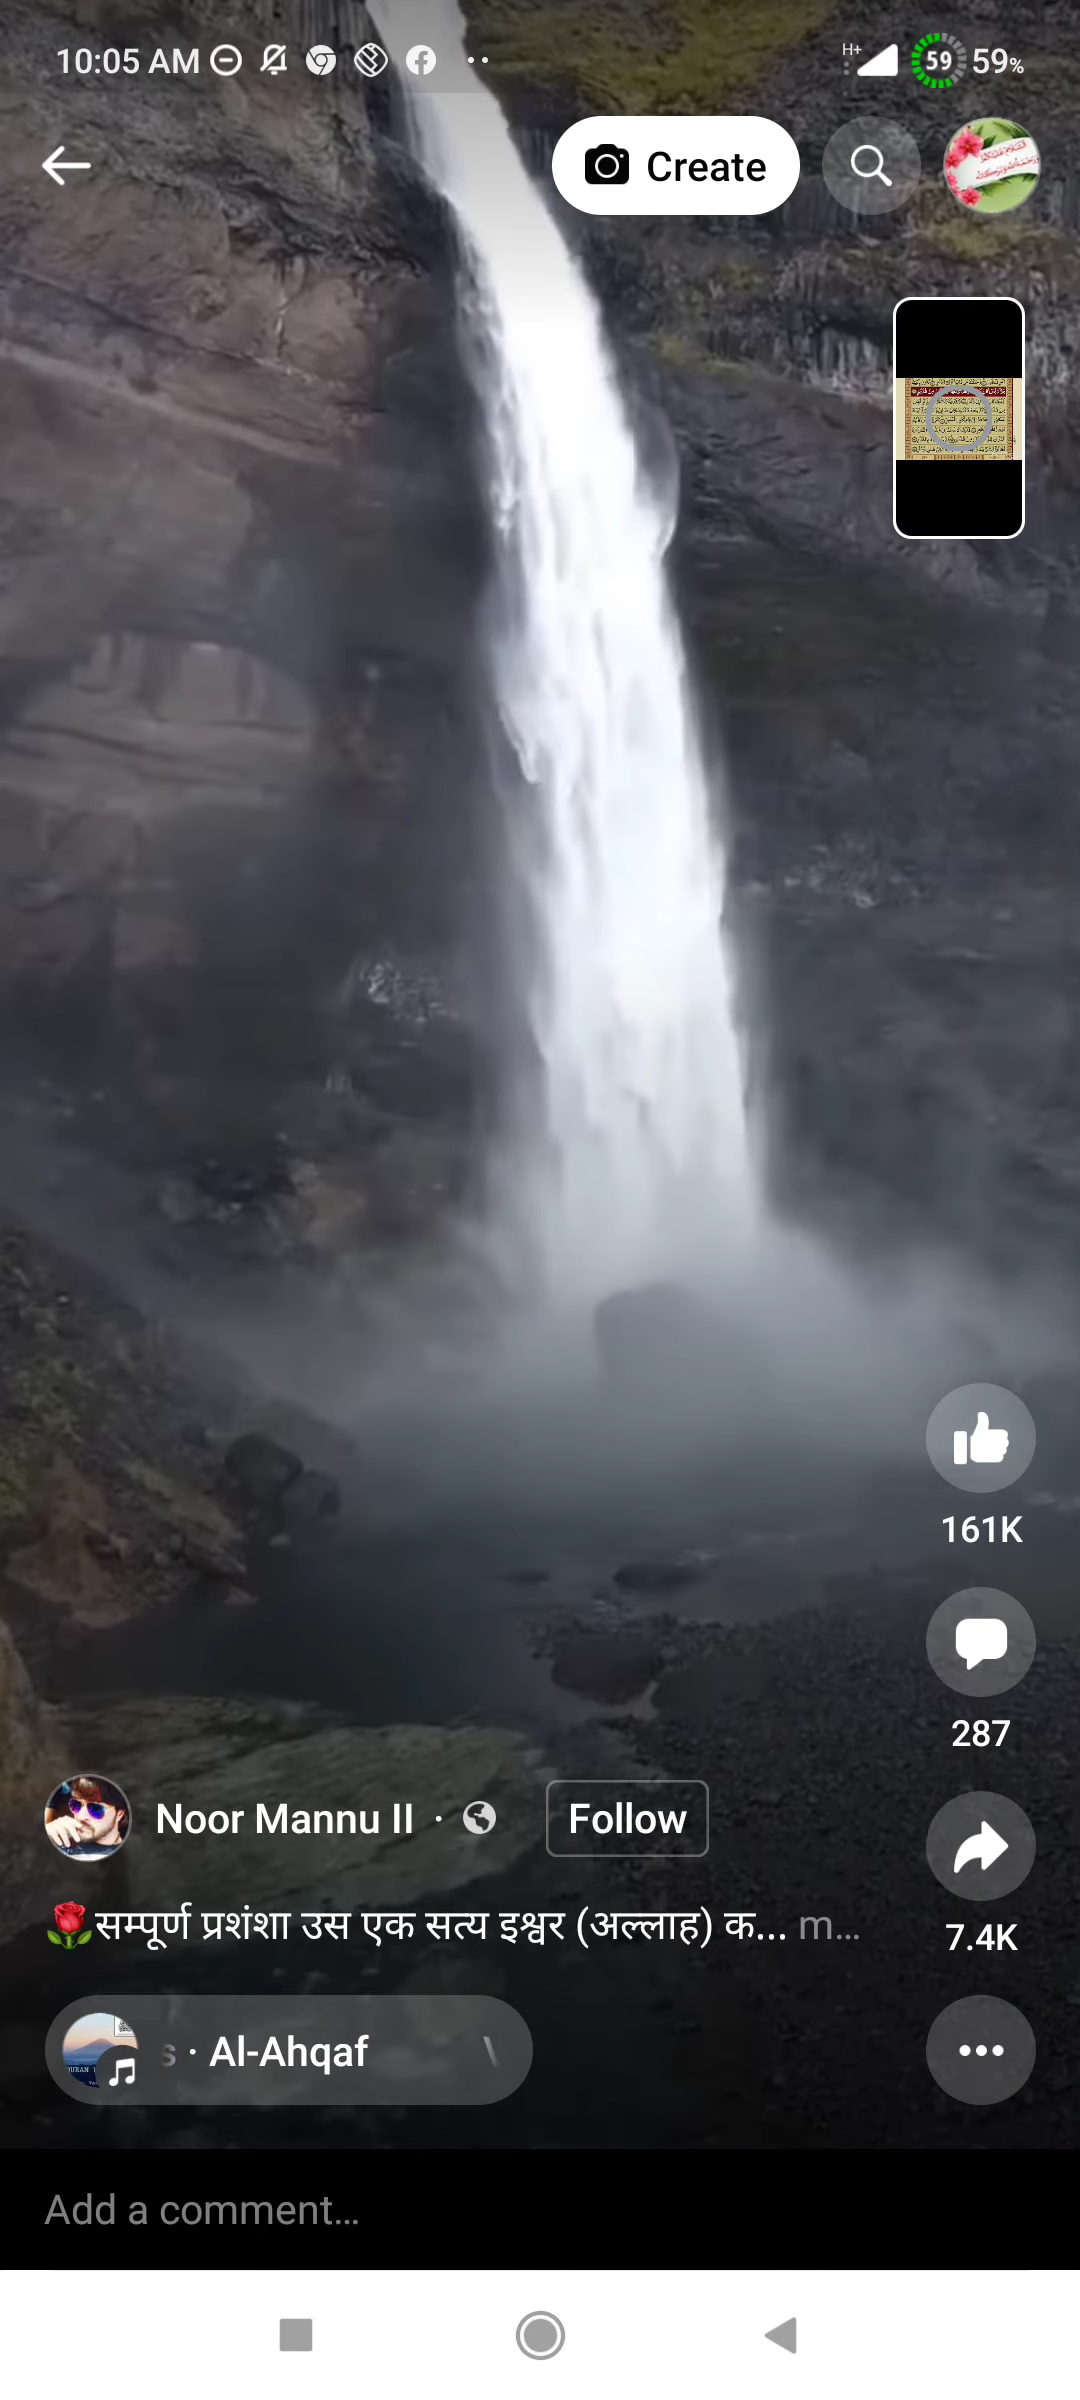 10:05 AM
H+
59
59%
Create
161K
287
Noor Mannu II ·
Follow
🌹सम्पूर्ण प्रशंशा उस एक सत्य इश्वर (अल्लाह) क... m...
7.4K
s · Al-Ahqaf
Add a comment...